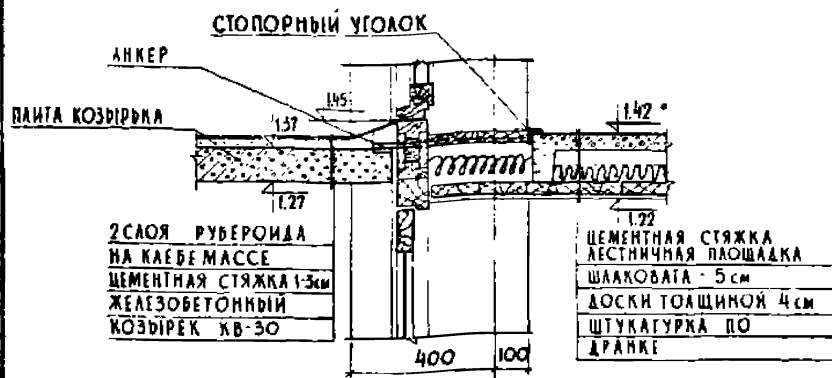 СТОПОРНЫЙ УГОЛОК
АНКЕР
1.45
1.42
ПЛИТА КОЗЫРЬКА
1.37
1.27
1.22
2 СЛОЯ РУБЕРОИДА
НА КЛЕБЕМАССЕ
ЦЕМЕНТНАЯ СТЯЖКА 1-3см
ЖЕЛЕЗОБЕТОННЫЙ
КОЗЫРЕК КВ-30
ЦЕМЕНТНАЯ СТЯЖКА
ЛЕСТНИЧНАЯ ПЛОЩАДКА
ШЛАКОВАТА - 5 см
ДОСКИ ТОЛЩИНОЙ 4 см
ШТУКАТУРКА ПО
ДРАНКЕ
400
100